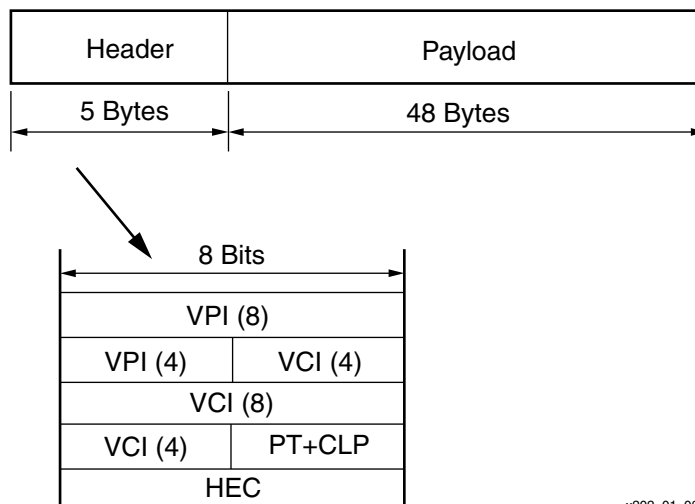 Header Payload
5 Bytes 48 Bytes
8 Bits
VPI (8)
VPI (4) VCI (4)
VCI (8)
VCI (4) PT+CLP
HEC